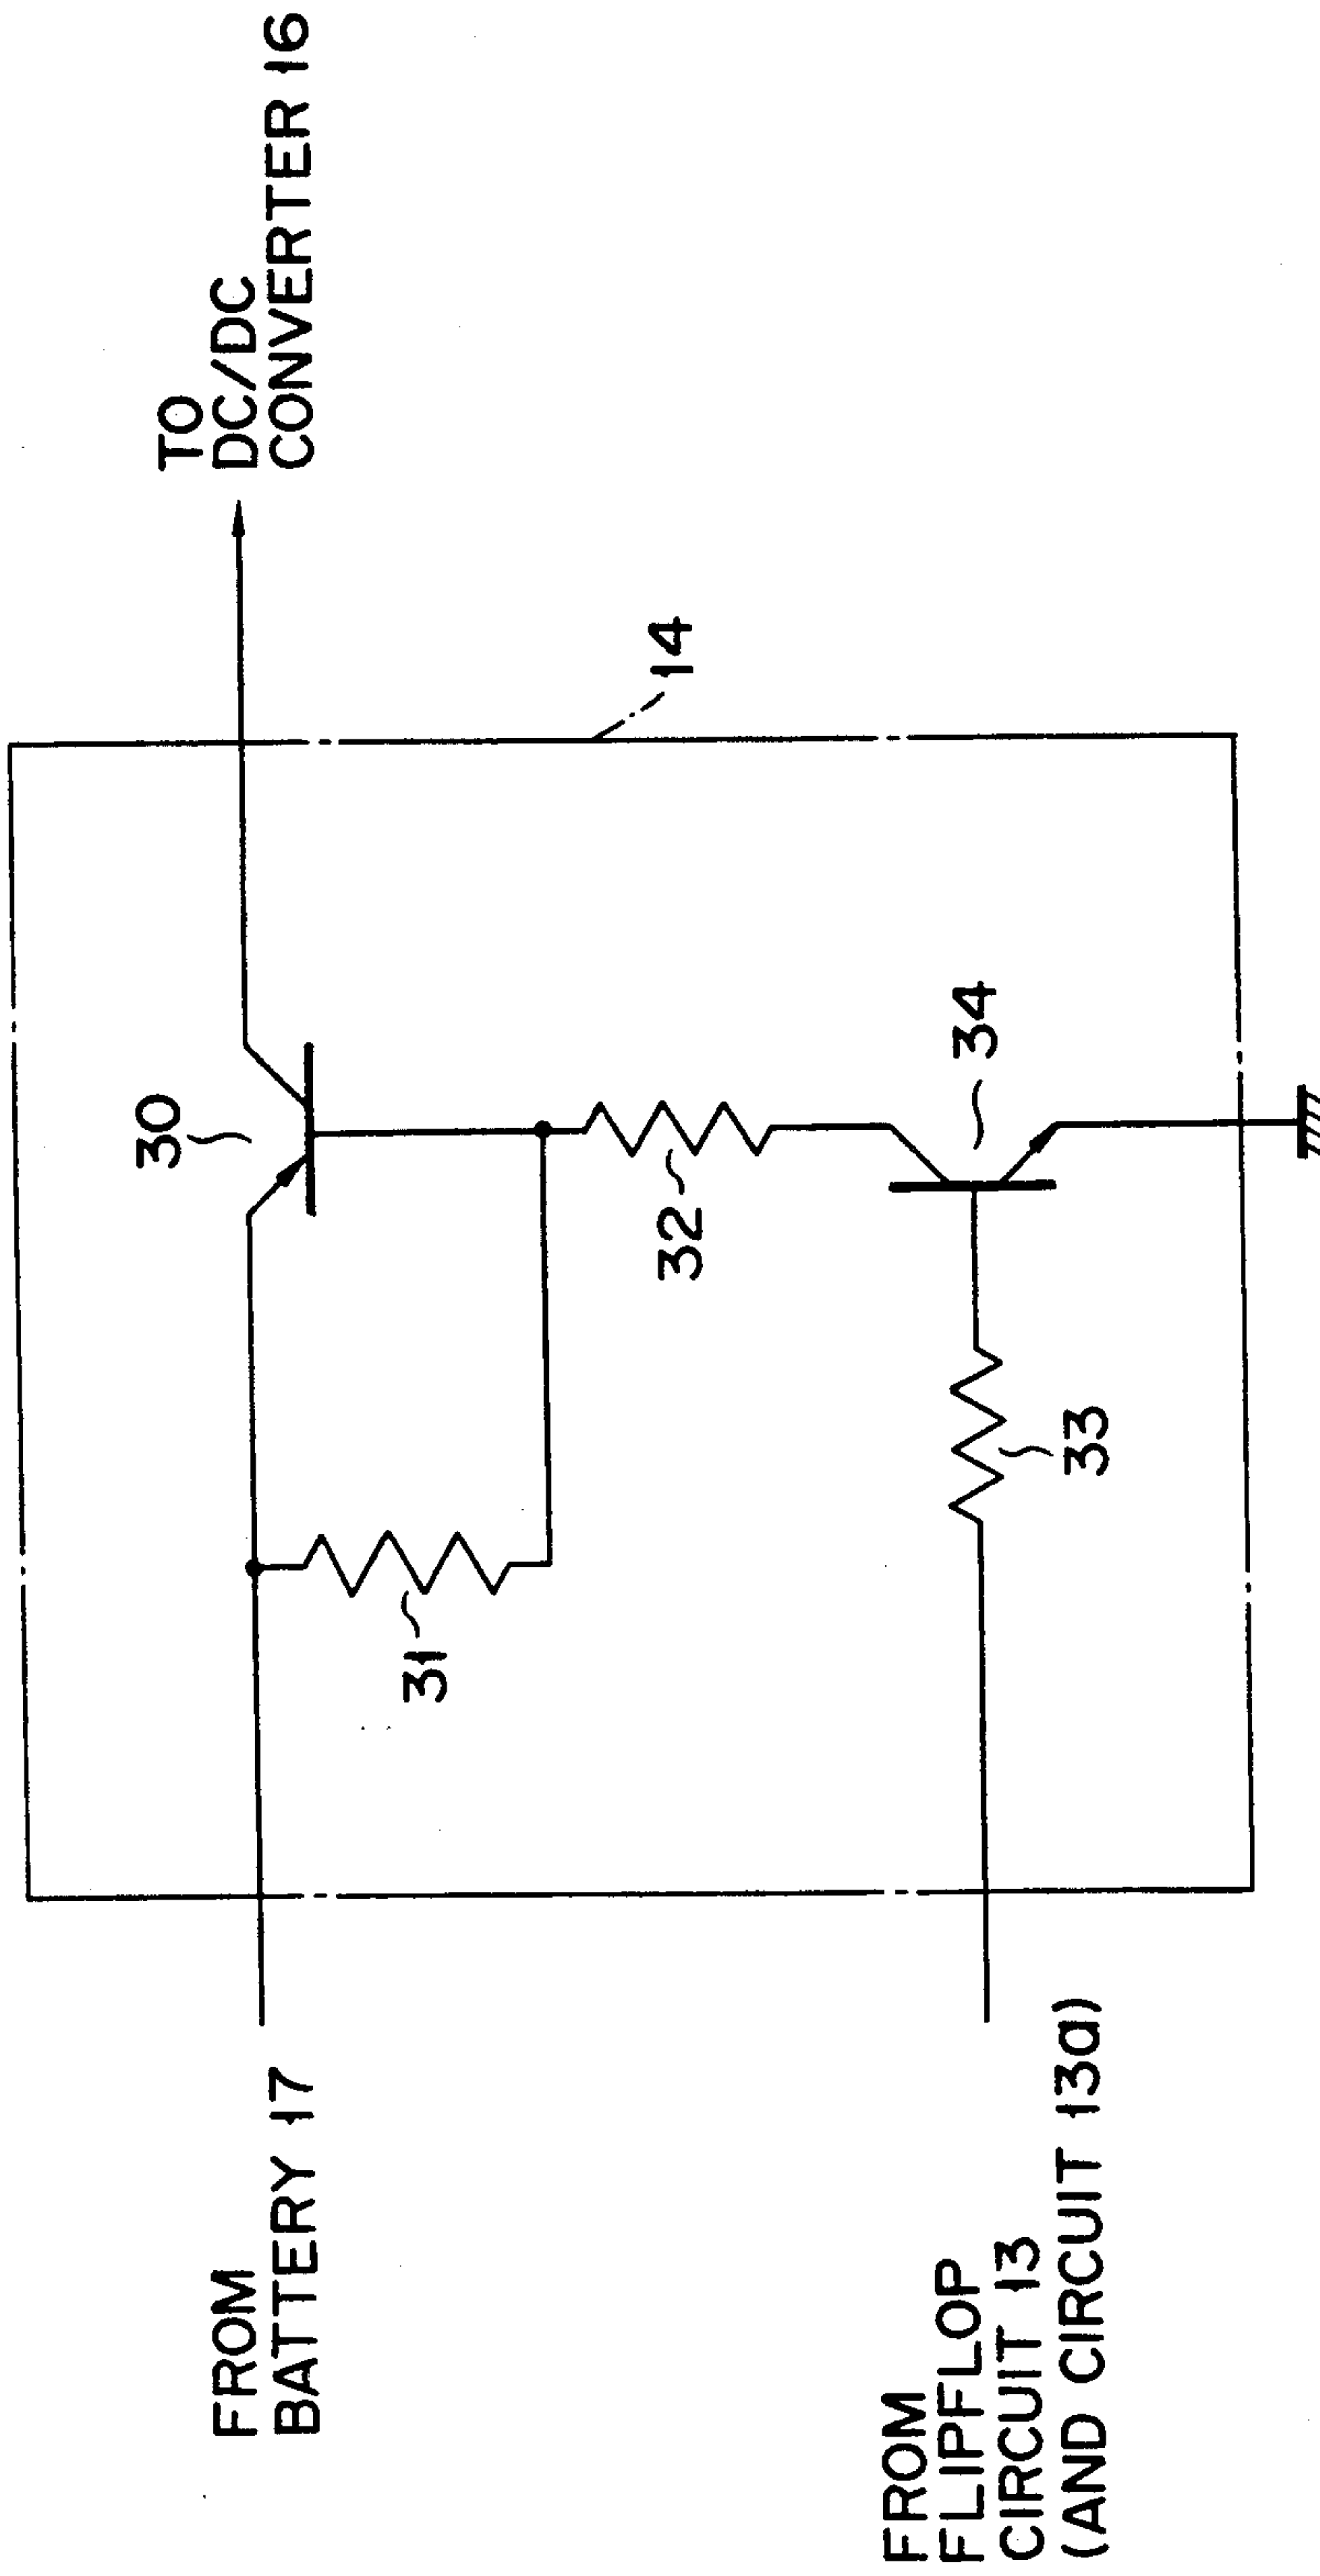 TO
DC/DC
CONVERTER 16
14
30
FROM
BATTERY 17
31
32
34
33
FROM
FLIPFLOP
CIRCUIT 13
(AND CIRCUIT 13a)